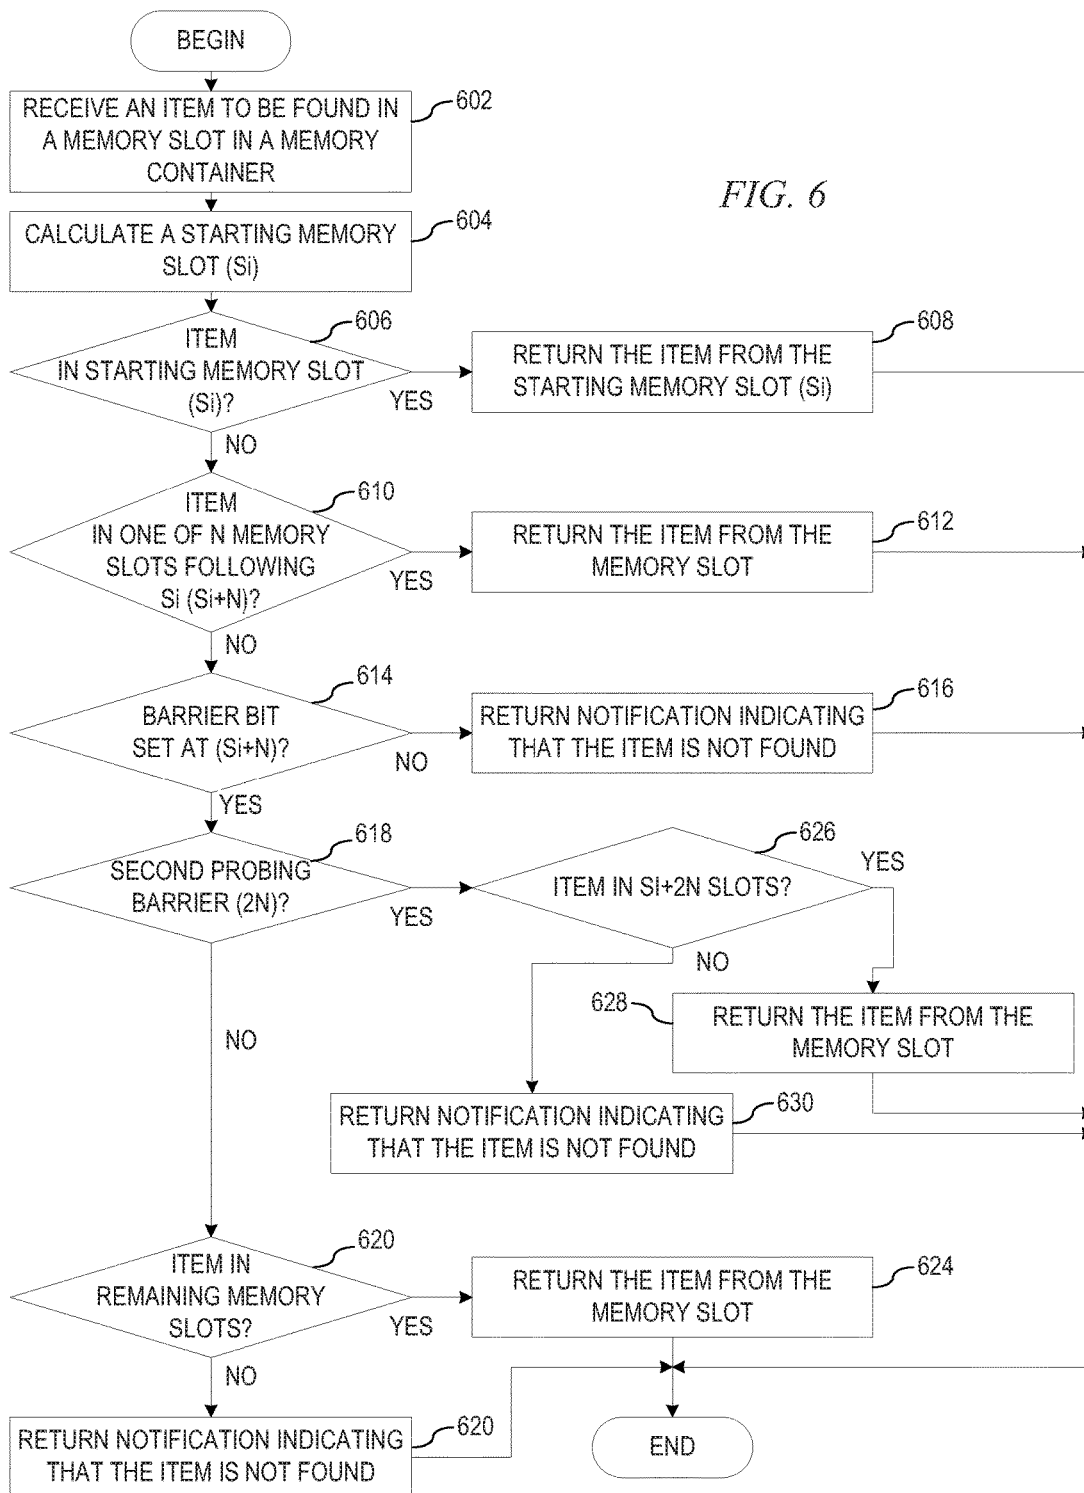 BEGIN
RECEIVE AN ITEM TO BE FOUND IN
A MEMORY SLOT IN A MEMORY
CONTAINER
602
FIG. 6
CALCULATE A STARTING MEMORY
SLOT (Si)
604
ITEM
IN STARTING MEMORY SLOT
(Si)?
606
YES
NO
RETURN THE ITEM FROM THE
STARTING MEMORY SLOT (Si)
608
ITEM
IN ONE OF N MEMORY
SLOTS FOLLOWING
Si (Si+N)?
610
YES
NO
RETURN THE ITEM FROM THE
MEMORY SLOT
612
BARRIER BIT
SET AT (Si+N)?
614
NO
YES
RETURN NOTIFICATION INDICATING
THAT THE ITEM IS NOT FOUND
616
SECOND PROBING
BARRIER (2N)?
618
YES
NO
ITEM IN Si+2N SLOTS?
626
YES
NO
628
RETURN THE ITEM FROM THE
MEMORY SLOT
RETURN NOTIFICATION INDICATING
THAT THE ITEM IS NOT FOUND
630
ITEM IN
REMAINING MEMORY
SLOTS?
620
YES
NO
RETURN THE ITEM FROM THE
MEMORY SLOT
624
RETURN NOTIFICATION INDICATING
THAT THE ITEM IS NOT FOUND
620
END